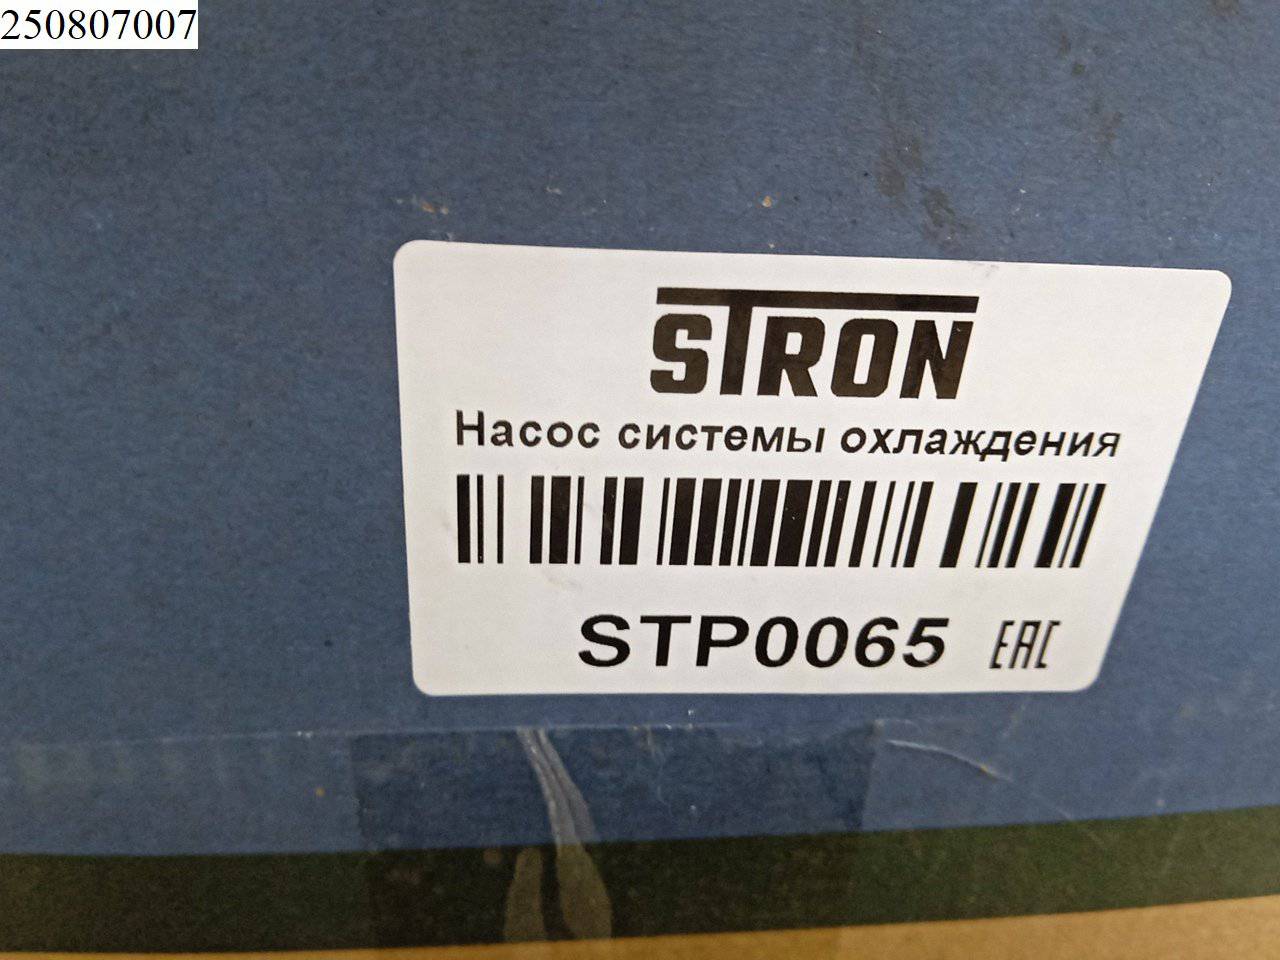 250807007
STRON
Насос системы охлаждения
STP0065 EAC